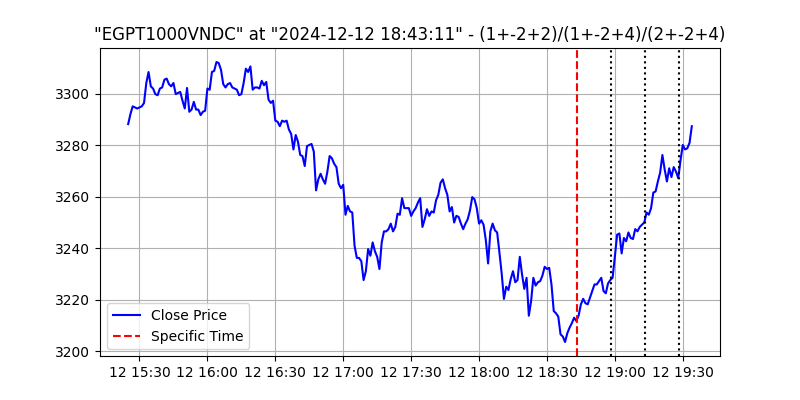 "EGPT1000VNDC" at "2024-12-12 18:43:11" - (1+-2+2)/(1+-2+4)/(2+-2+4)
3300
3280
3260
3240
3220
3200
Close Price
Specific Time
12 15:30 12 16:00 12 16:30 12 17:00 12 17:30 12 18:00 12 18:30 12 19:00 12 19:30